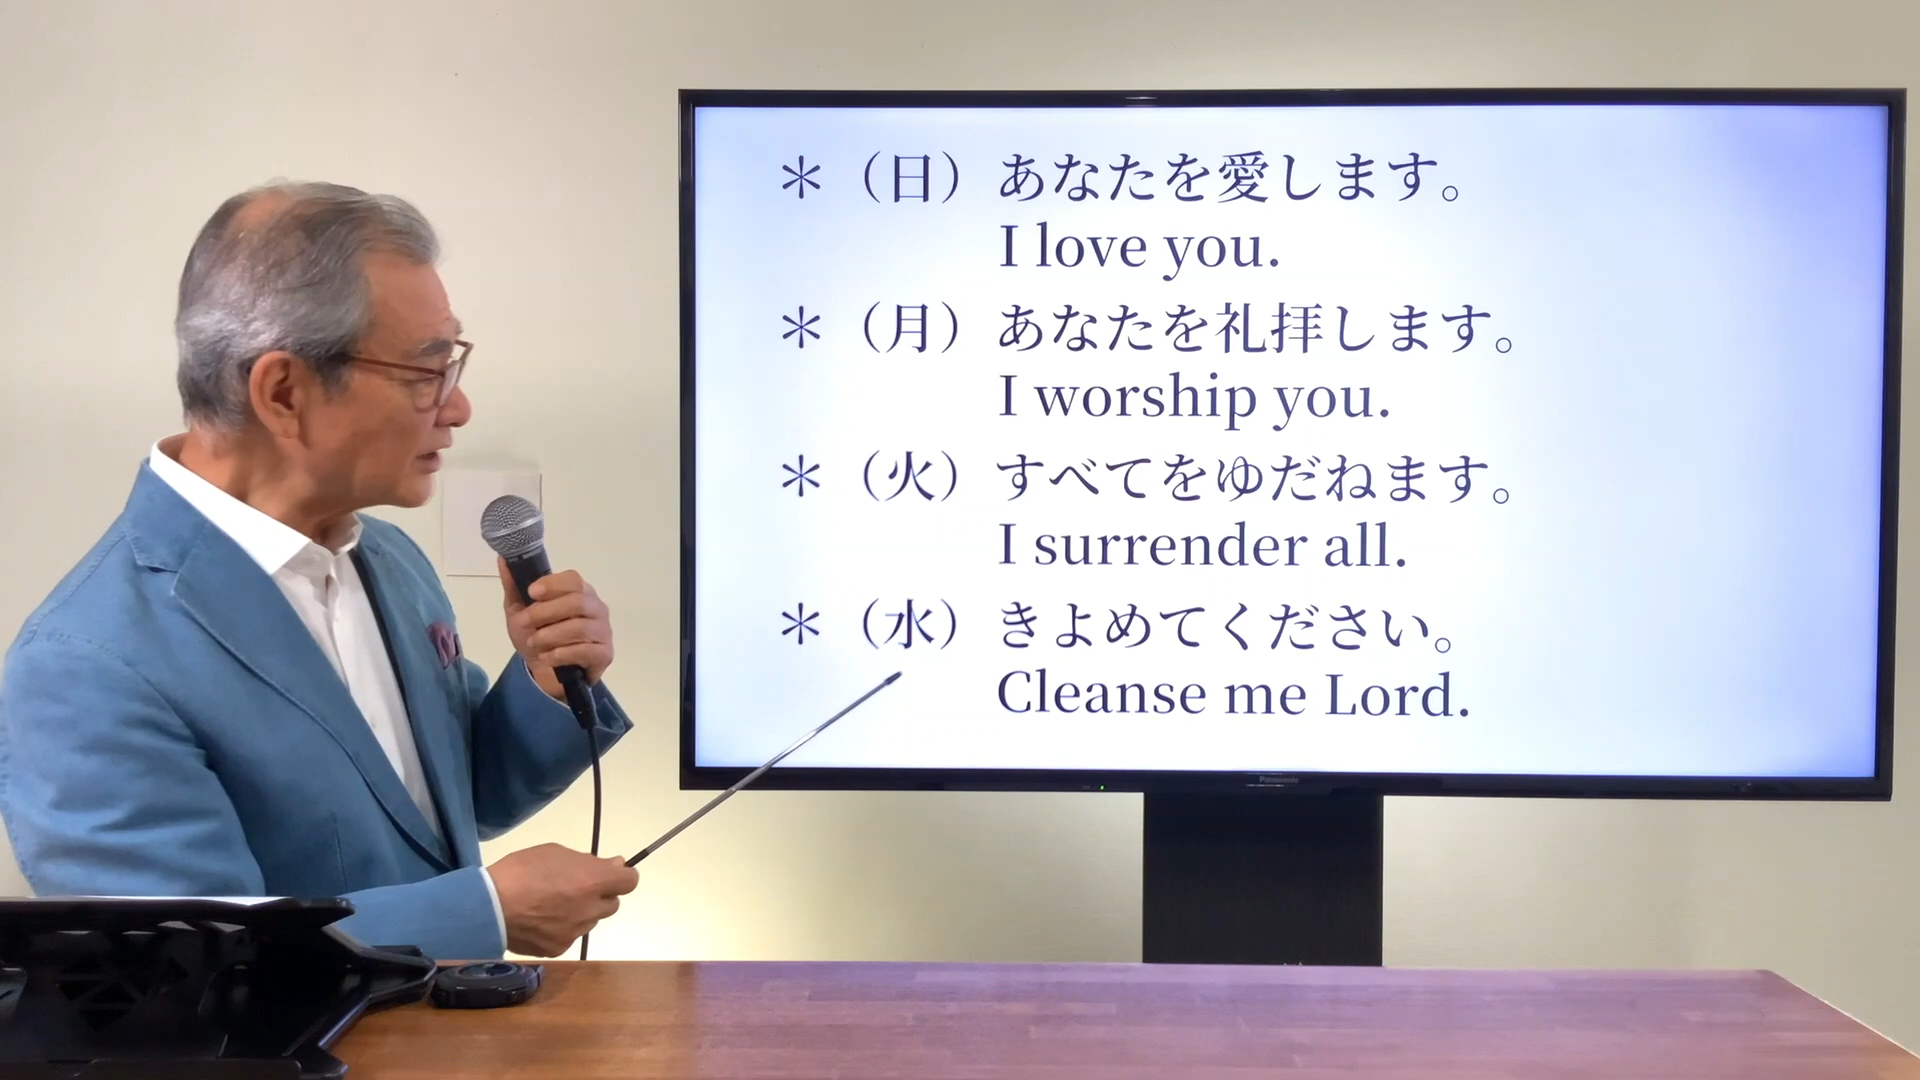 ＊（日）あなたを愛します。
I love you.
＊（月）あなたを礼拝します。
I worship you.
＊（火）すべてをゆだねます。
I surrender all.
＊（水）きよめてください。
Cleanse me Lord.
Panasonic